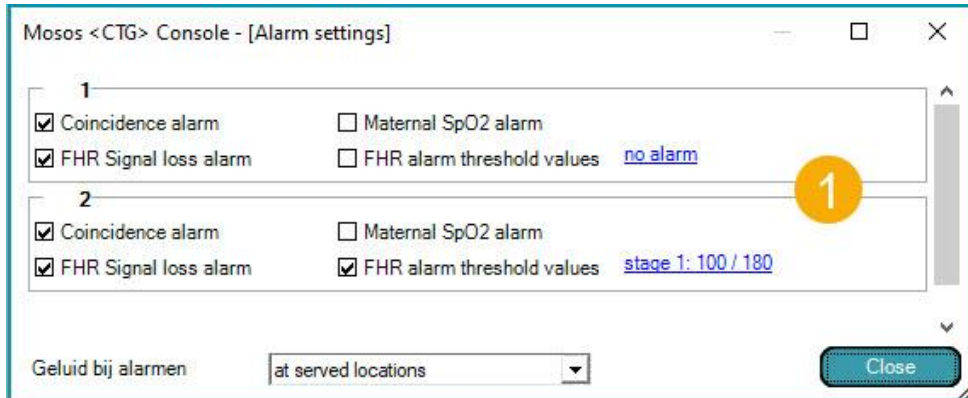 Mosos <CTG> Console - [Alarm settings]
1
Coincidence alarm
Maternal SpO2 alarm
FHR Signal loss alarm
FHR alarm threshold values
no alarm
1
2
Coincidence alarm
Maternal SpO2 alarm
FHR Signal loss alarm
FHR alarm threshold values
stage 1: 100 / 180
Geluid bij alarmen
at served locations
Close